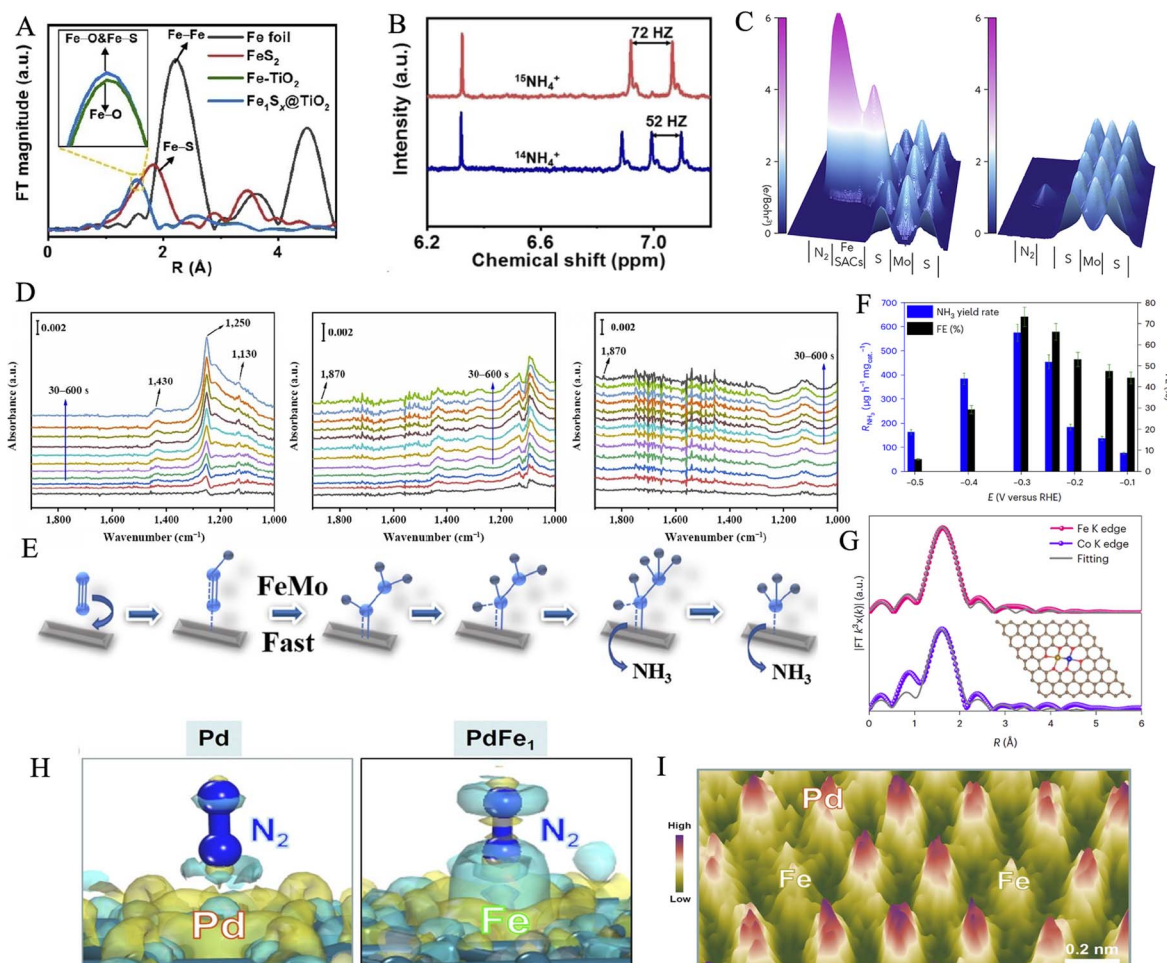 A
Fe–O&Fe–S
Fe–Fe
Fe–O
Fe–S
Fe foil
FeS₂
Fe-TiO₂
Fe₁Sₓ@TiO₂
FT magnitude (a.u.)
0 2 4
R (Å)
B
72 HZ
¹⁵NH₄⁺
52 HZ
¹⁴NH₄⁺
Intensity (a.u.)
6.2 6.6 7.0
Chemical shift (ppm)
C
6
4
2
0
(e/Bohr³)
N₂ Fe SACs S Mo S
6
4
2
0
N₂ S Mo S
D
0.002
1,250
1,130
1,430
30–600 s
Absorbance (a.u.)
1,800 1,600 1,400 1,200 1,000
Wavenumber (cm⁻¹)
0.002
1,870
30–600 s
Absorbance (a.u.)
1,800 1,600 1,400 1,200 1,000
Wavenumber (cm⁻¹)
0.002
1,870
30–600 s
Absorbance (a.u.)
1,800 1,600 1,400 1,200 1,000
Wavenumber (cm⁻¹)
E
FeMo
Fast
NH₃
NH₃
F
NH₃ yield rate
FE (%)
700
600
500
400
300
200
100
0
80
70
60
50
40
30
20
10
0
R_NH₃ (μg h⁻¹ mg_cat.⁻¹)
−0.5 −0.4 −0.3 −0.2 −0.1
E (V versus RHE)
G
Fe K edge
Co K edge
Fitting
|FT k³χ(k)| (a.u.)
0 1 2 3 4 5 6
R (Å)
H
Pd
N₂
Pd
PdFe₁
N₂
Fe
I
High
Low
Pd
Fe
Fe
0.2 nm